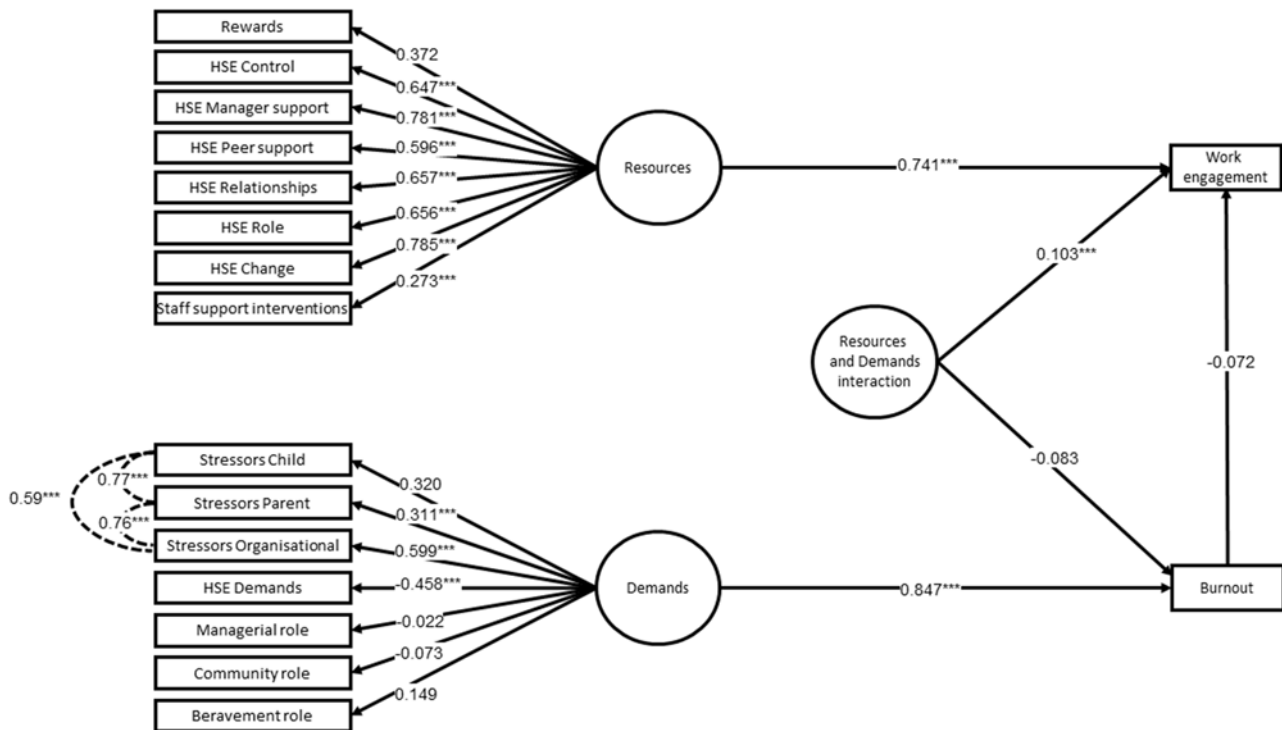 Rewards
0.372
HSE Control
0.647***
HSE Manager support
0.781***
HSE Peer support
0.596***
HSE Relationships
0.657***
HSE Role
0.656***
HSE Change
0.785***
Staff support interventions
0.273***
Resources
0.741***
Work
engagement
0.103***
Resources
and Demands
interaction
-0.072
-0.083
Stressors Child
0.320
0.77***
0.59***
Stressors Parent
0.311***
0.76***
Stressors Organisational
0.599***
HSE Demands
-0.458***
Managerial role
-0.022
Community role
-0.073
Beravement role
0.149
Demands
0.847***
Burnout